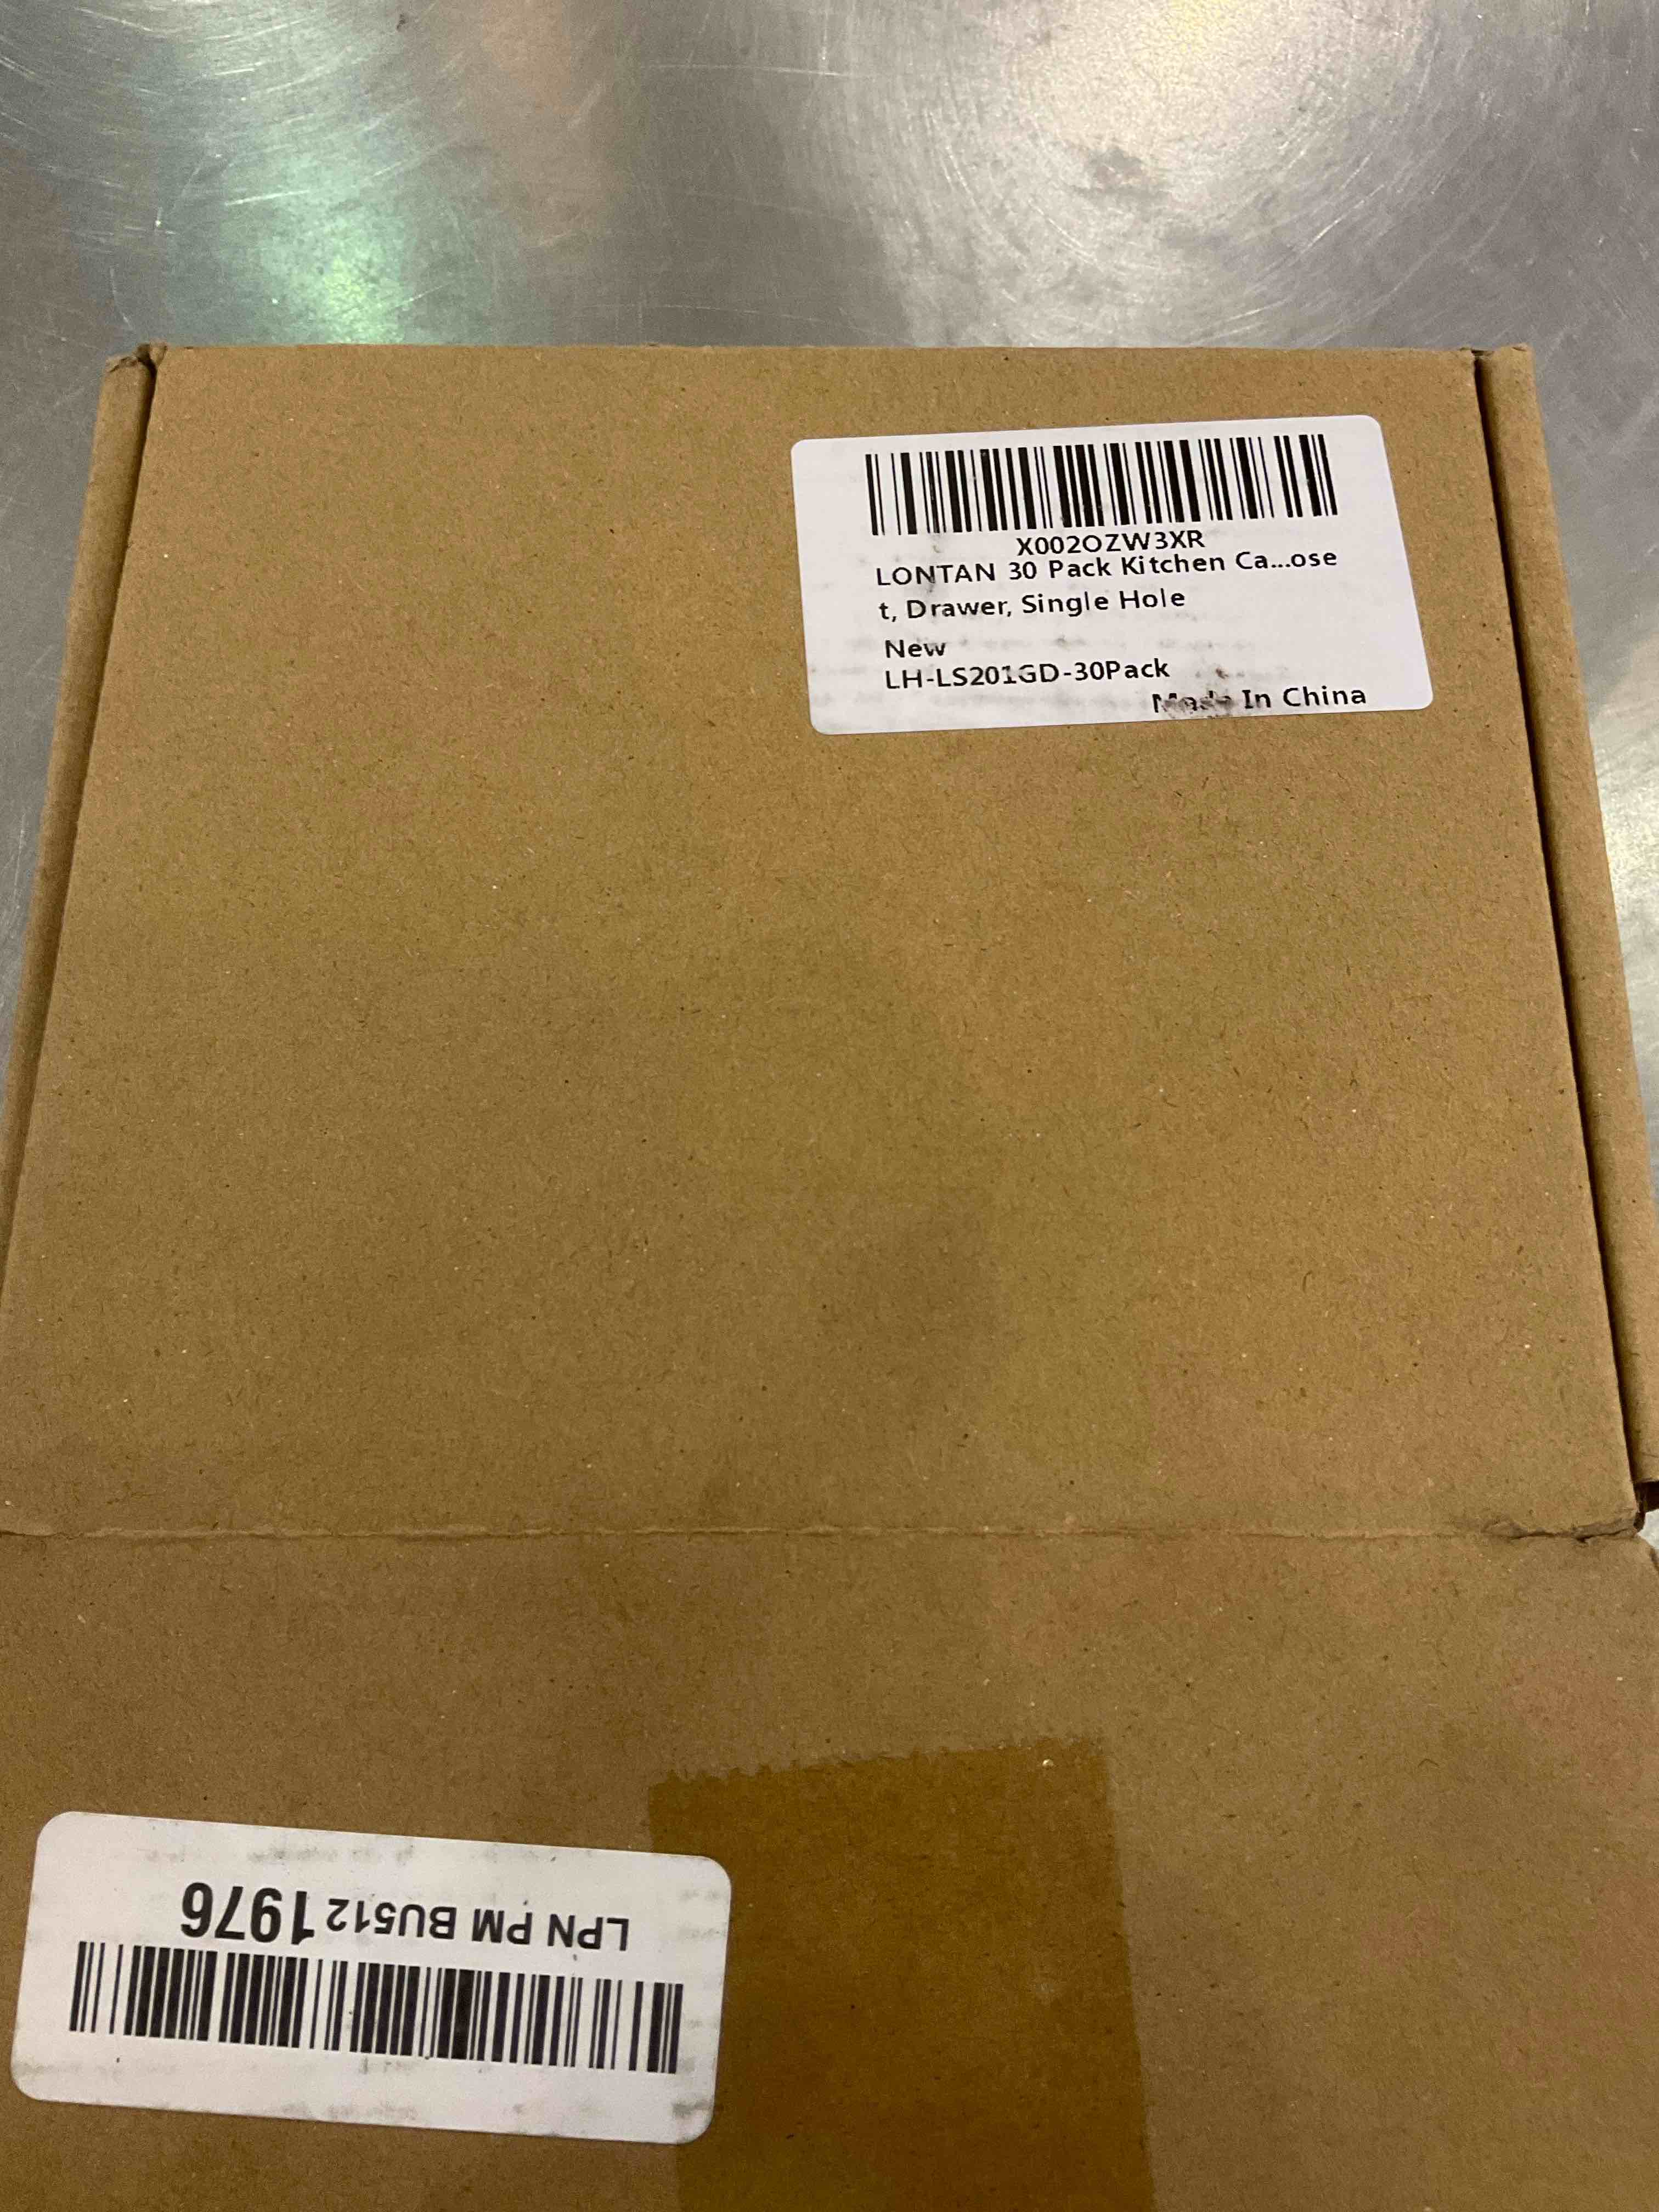 X002OZW3XR
LONTAN 30 Pack Kitchen Ca...ose
t, Drawer, Single Hole
New
LH-LS201GD-30Pack
Made In China
LPN PM BU512 1976